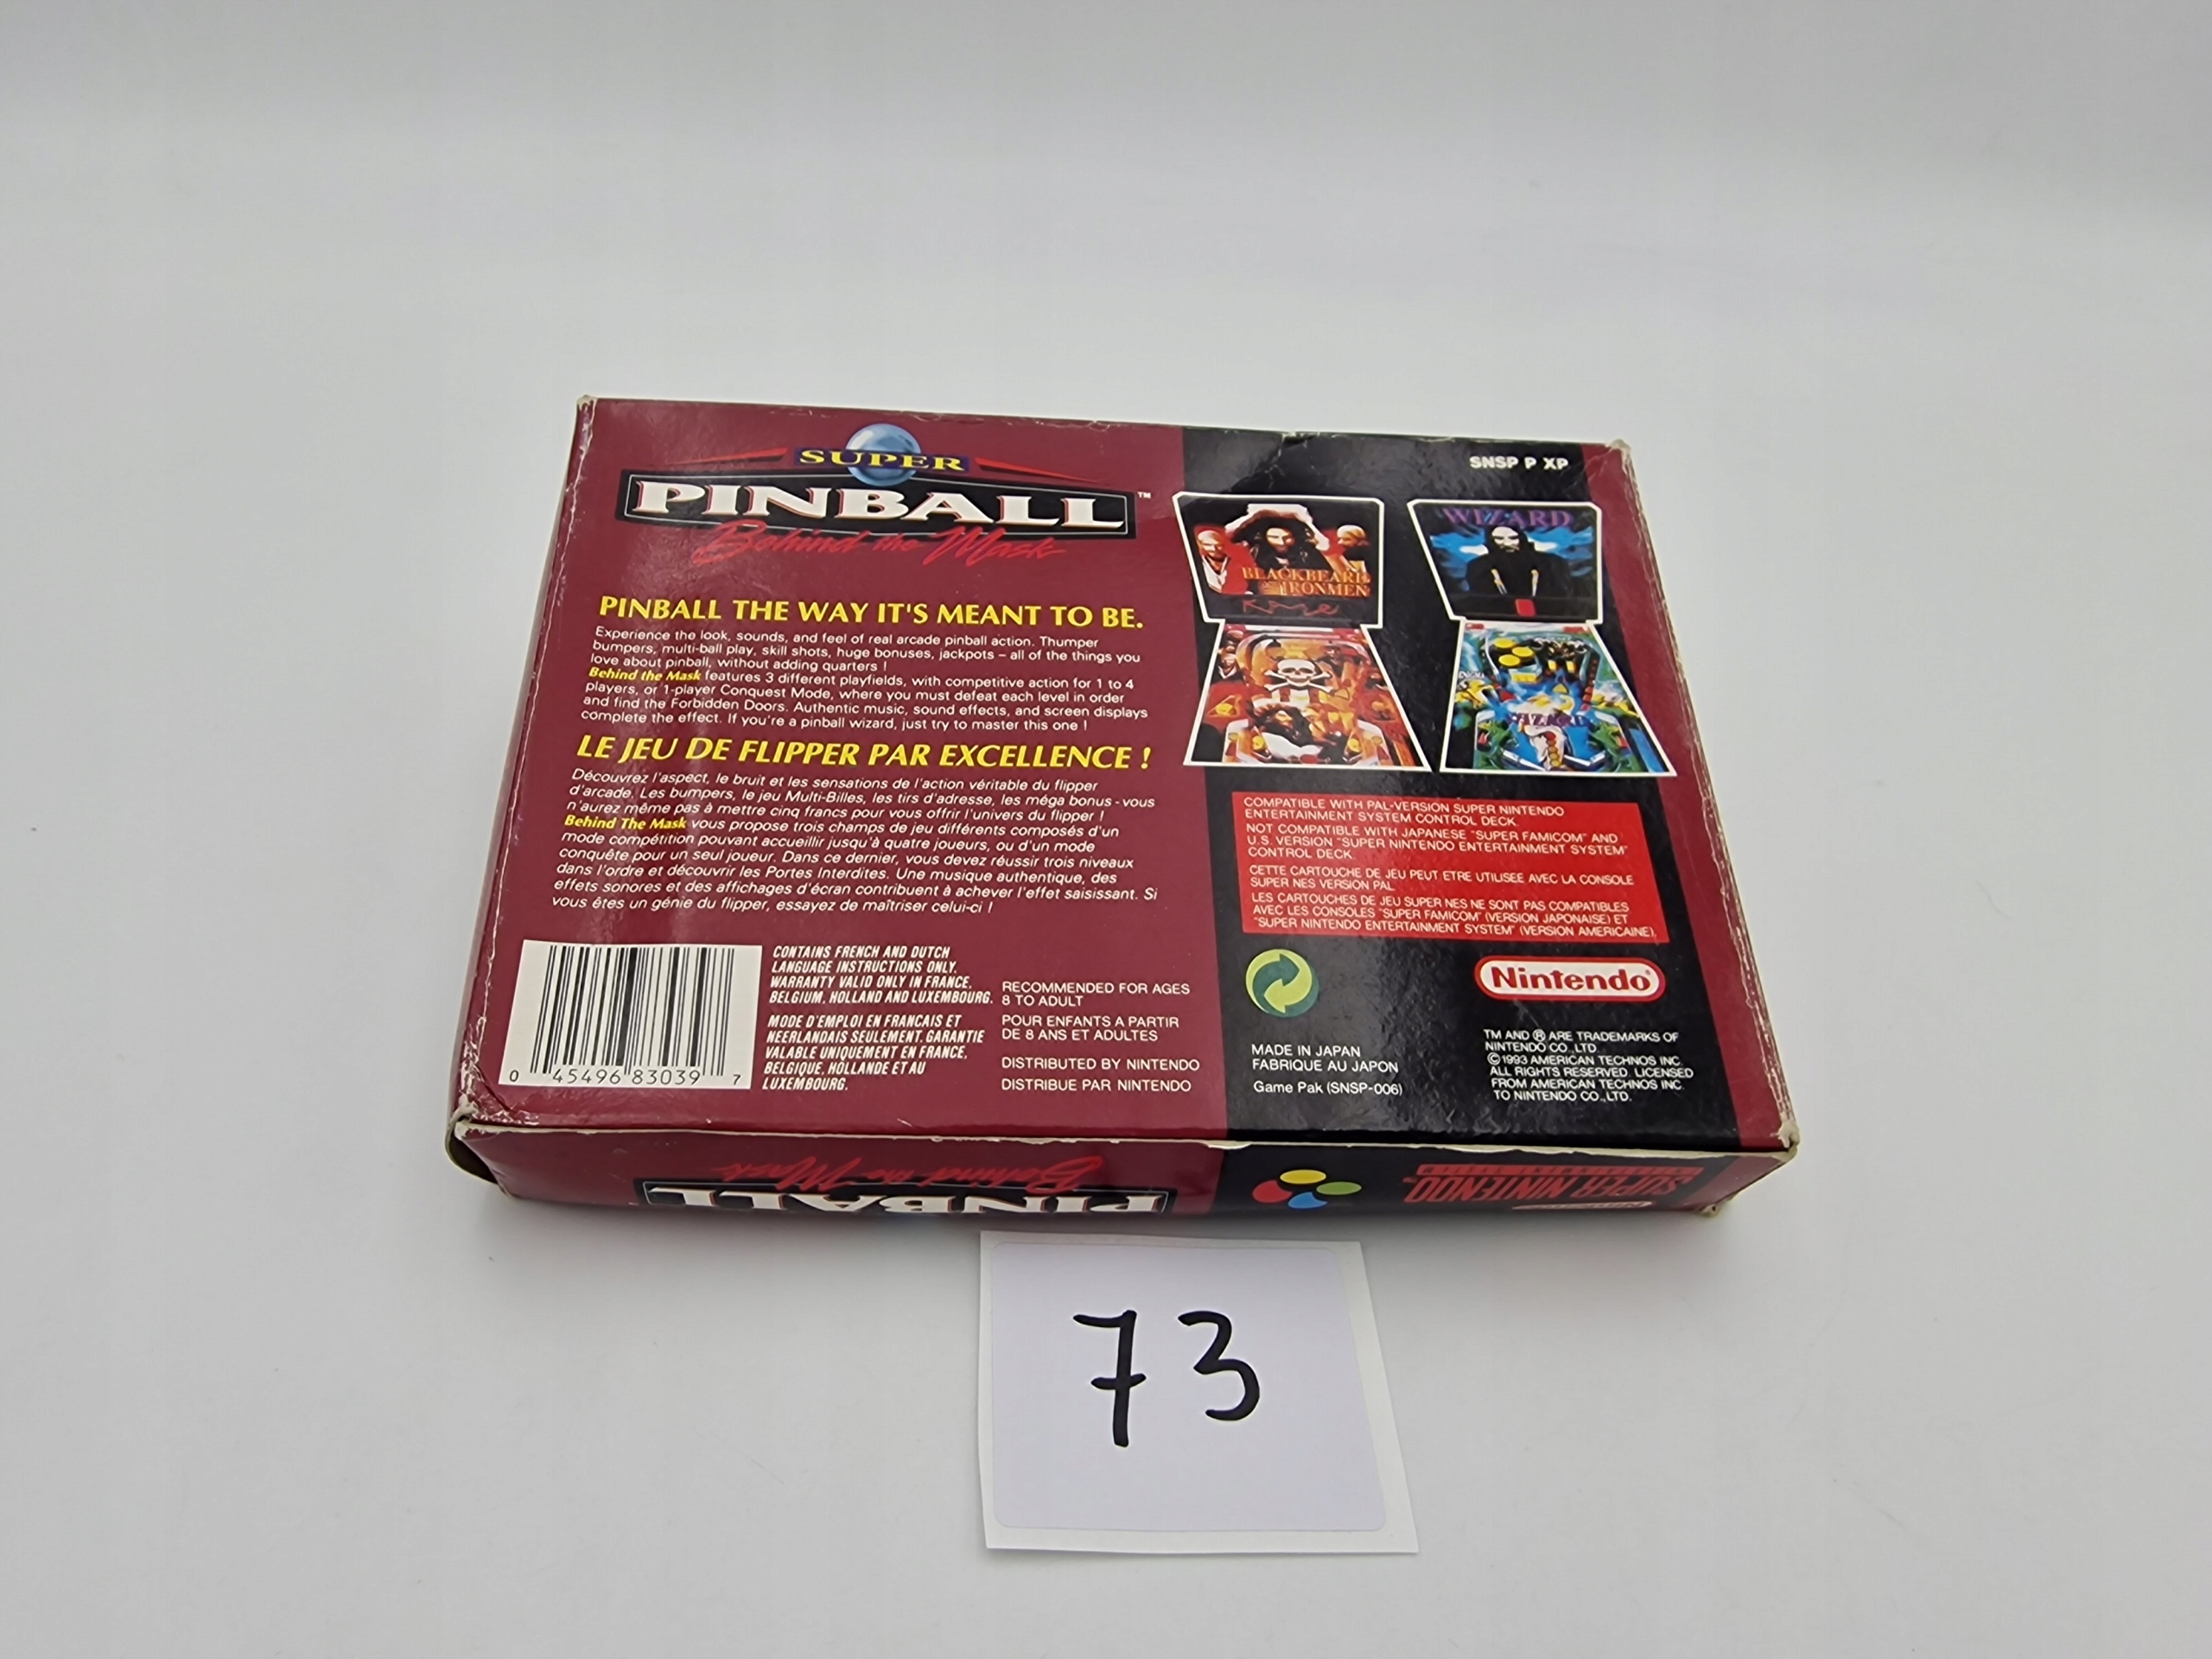 SUPER
PINBALL™
Behind the Mask
PINBALL THE WAY IT'S MEANT TO BE.
Experience the look, sounds, and feel of real arcade pinball action. Thumper
bumpers, multi-ball play, skill shots, huge bonuses, jackpots – all of the things you
love about pinball, without adding quarters !
Behind the Mask features 3 different playfields, with competitive action for 1 to 4
players, or 1-player Conquest Mode, where you must defeat each level in order
and find the Forbidden Doors. Authentic music, sound effects, and screen displays
complete the effect. If you're a pinball wizard, just try to master this one !
LE JEU DE FLIPPER PAR EXCELLENCE !
Découvrez l'aspect, le bruit et les sensations de l'action véritable du flipper
d'arcade. Les bumpers, le jeu Multi-Billes, les tirs d'adresse, les méga bonus - vous
n'aurez même pas à mettre cinq francs pour vous offrir l'univers du flipper !
Behind The Mask vous propose trois champs de jeu différents composés d'un
mode compétition pouvant accueillir jusqu'à quatre joueurs, ou d'un mode
conquête pour un seul joueur. Dans ce dernier, vous devez réussir trois niveaux
dans l'ordre et découvrir les Portes Interdites. Une musique authentique, des
effets sonores et des affichages d'écran contribuent à achever l'effet saisissant. Si
vous êtes un génie du flipper, essayez de maîtriser celui-ci !
0 45496 83039 7
CONTAINS FRENCH AND DUTCH
LANGUAGE INSTRUCTIONS ONLY.
WARRANTY VALID ONLY IN FRANCE,
BELGIUM, HOLLAND AND LUXEMBOURG.
MODE D'EMPLOI EN FRANCAIS ET
NEERLANDAIS SEULEMENT. GARANTIE
VALABLE UNIQUEMENT EN FRANCE,
BELGIQUE, HOLLANDE ET AU
LUXEMBOURG.
RECOMMENDED FOR AGES
8 TO ADULT
POUR ENFANTS A PARTIR
DE 8 ANS ET ADULTES
DISTRIBUTED BY NINTENDO
DISTRIBUE PAR NINTENDO
SNSP P XP
BLACKBEARD
IRONMEN
WIZARD
WIZARD
COMPATIBLE WITH PAL-VERSION SUPER NINTENDO
ENTERTAINMENT SYSTEM CONTROL DECK.
NOT COMPATIBLE WITH JAPANESE "SUPER FAMICOM" AND
U.S. VERSION "SUPER NINTENDO ENTERTAINMENT SYSTEM"
CONTROL DECK.
CETTE CARTOUCHE DE JEU PEUT ETRE UTILISEE AVEC LA CONSOLE
SUPER NES VERSION PAL
LES CARTOUCHES DE JEU SUPER NES NE SONT PAS COMPATIBLES
AVEC LES CONSOLES "SUPER FAMICOM" (VERSION JAPONAISE) ET
"SUPER NINTENDO ENTERTAINMENT SYSTEM" (VERSION AMERICAINE).
Nintendo®
MADE IN JAPAN
FABRIQUE AU JAPON
Game Pak (SNSP-006)
TM AND ® ARE TRADEMARKS OF
NINTENDO CO., LTD.
©1993 AMERICAN TECHNOS INC.
ALL RIGHTS RESERVED. LICENSED
FROM AMERICAN TECHNOS INC.
TO NINTENDO CO.,LTD.
Behind the Mask
PINBALL
SUPER NINTENDO
73